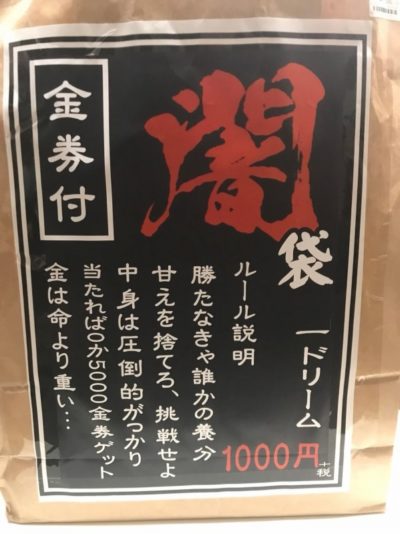 闇
袋
一ドリーム
1000円
+税
ルール説明
勝たなきゃ誰かの養分
甘えを捨てろ、挑戦せよ
中身は圧倒的がっかり
当たれば0か5000金券ゲット
金は命より重い…
金券付